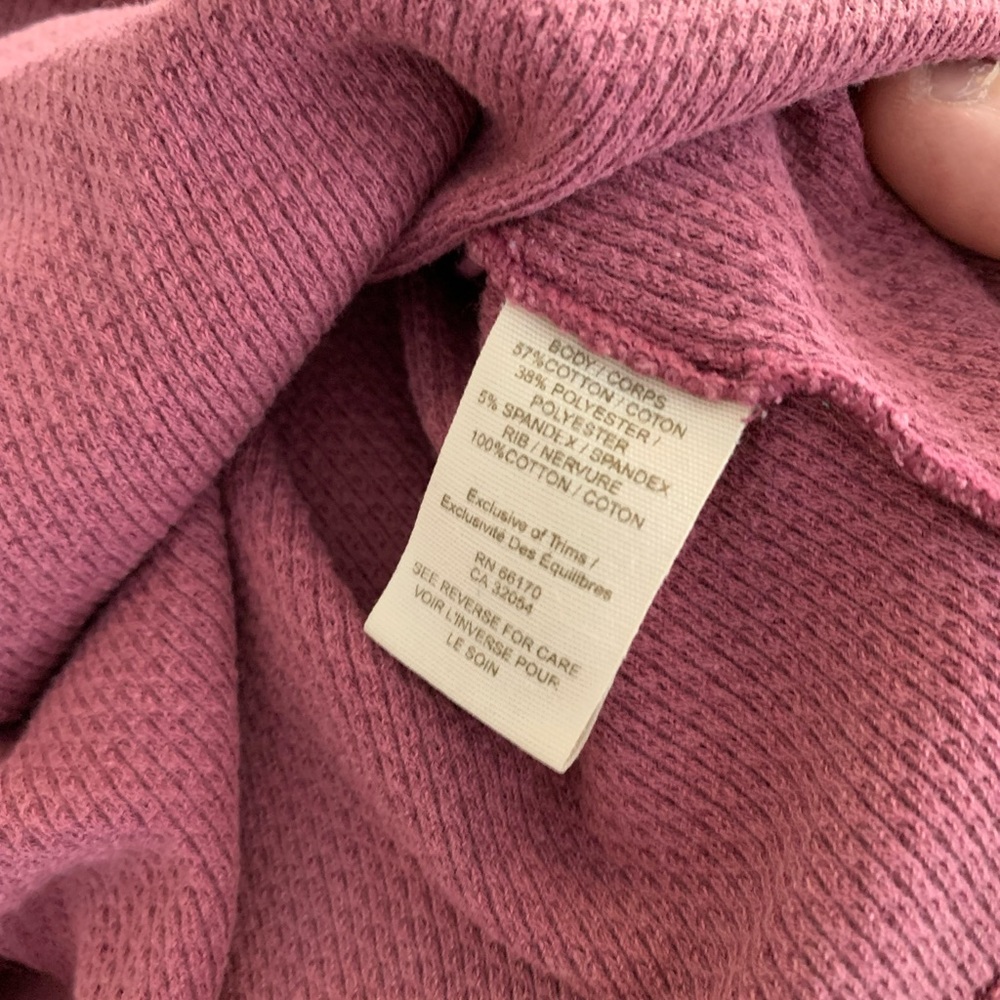 BODY / CORPS
57%COTTON / COTON
38% POLYESTER /
POLYESTER
5% SPANDEX / SPANDEX
RIB / NERVURE
100%COTTON / COTON
Exclusive of Trims /
Exclusivité Des Équilibres
RN 66170
CA 32054
SEE REVERSE FOR CARE
VOIR L'INVERSE POUR
LE SOIN